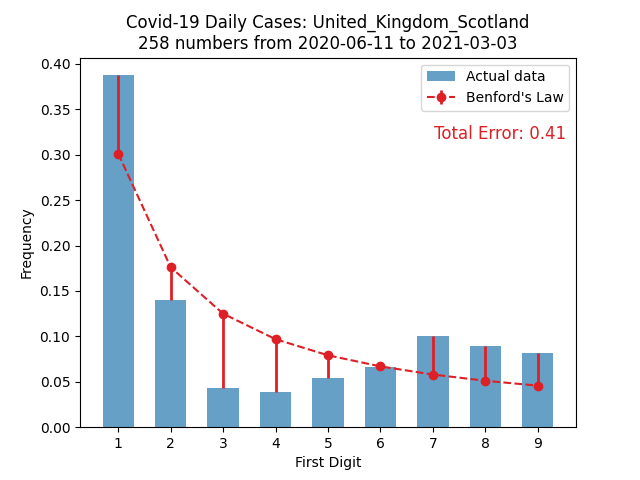 Covid-19 Daily Cases: United_Kingdom_Scotland
258 numbers from 2020-06-11 to 2021-03-03
Actual data
Benford's Law
Total Error: 0.41
Frequency
0.40
0.35
0.30
0.25
0.20
0.15
0.10
0.05
0.00
1 2 3 4 5 6 7 8 9
First Digit